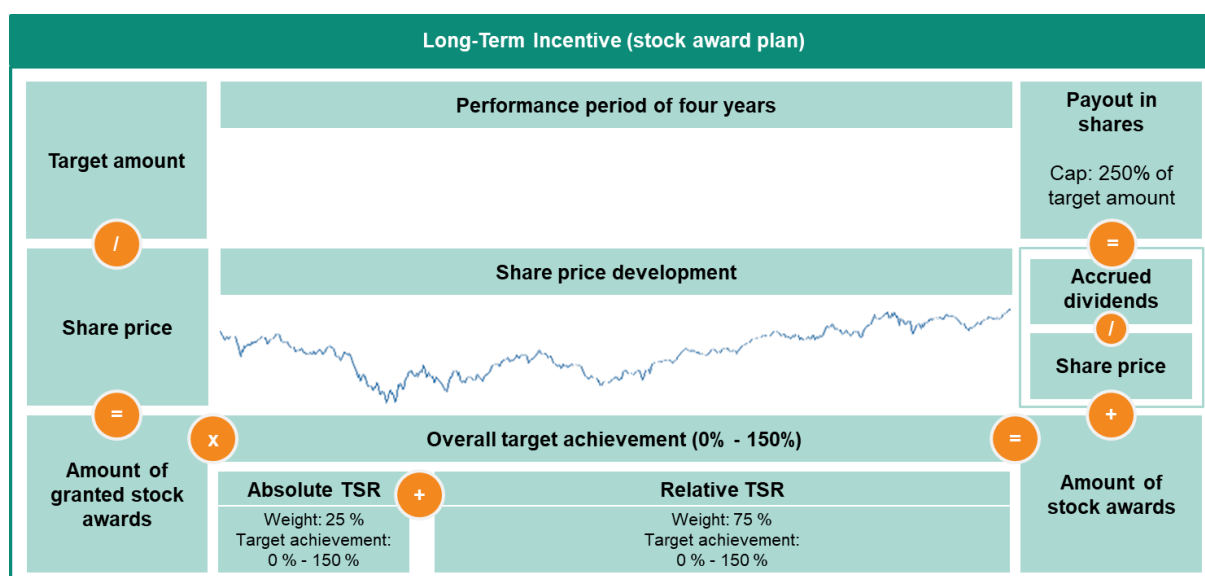 Long-Term Incentive (stock award plan)
Target amount
/
Share price
=
Amount of
granted stock
awards
Performance period of four years
Share price development
x
Overall target achievement (0% - 150%)
=
Absolute TSR
Weight: 25 %
Target achievement:
0 % - 150 %
+
Relative TSR
Weight: 75 %
Target achievement:
0 % - 150 %
Payout in
shares
Cap: 250% of
target amount
=
Accrued
dividends
/
Share price
+
Amount of
stock awards